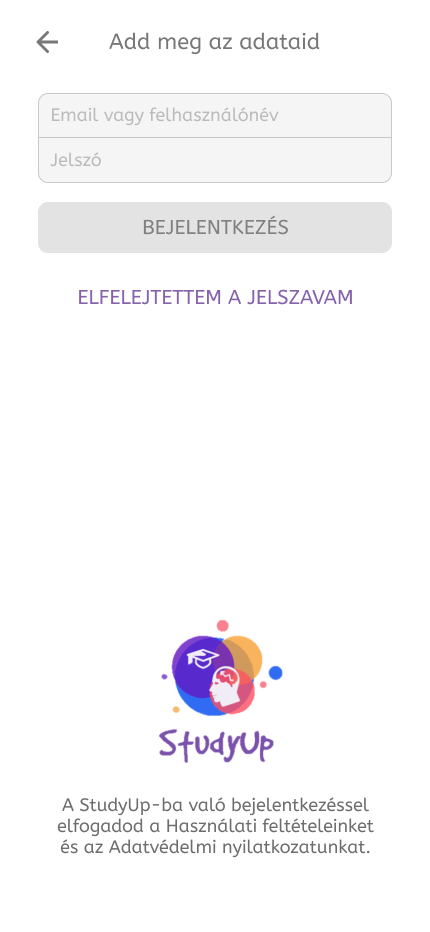 Add meg az adataid
Email vagy felhasználónév
Jelszó
BEJELENTKEZÉS
ELFELEJTETTEM A JELSZAVAM
StudyUp
A StudyUp-ba való bejelentkezéssel
elfogadod a Használati feltételeinket
és az Adatvédelmi nyilatkozatunkat.